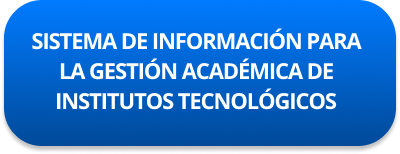 SISTEMA DE INFORMACIÓN PARA
LA GESTIÓN ACADÉMICA DE
INSTITUTOS TECNOLÓGICOS